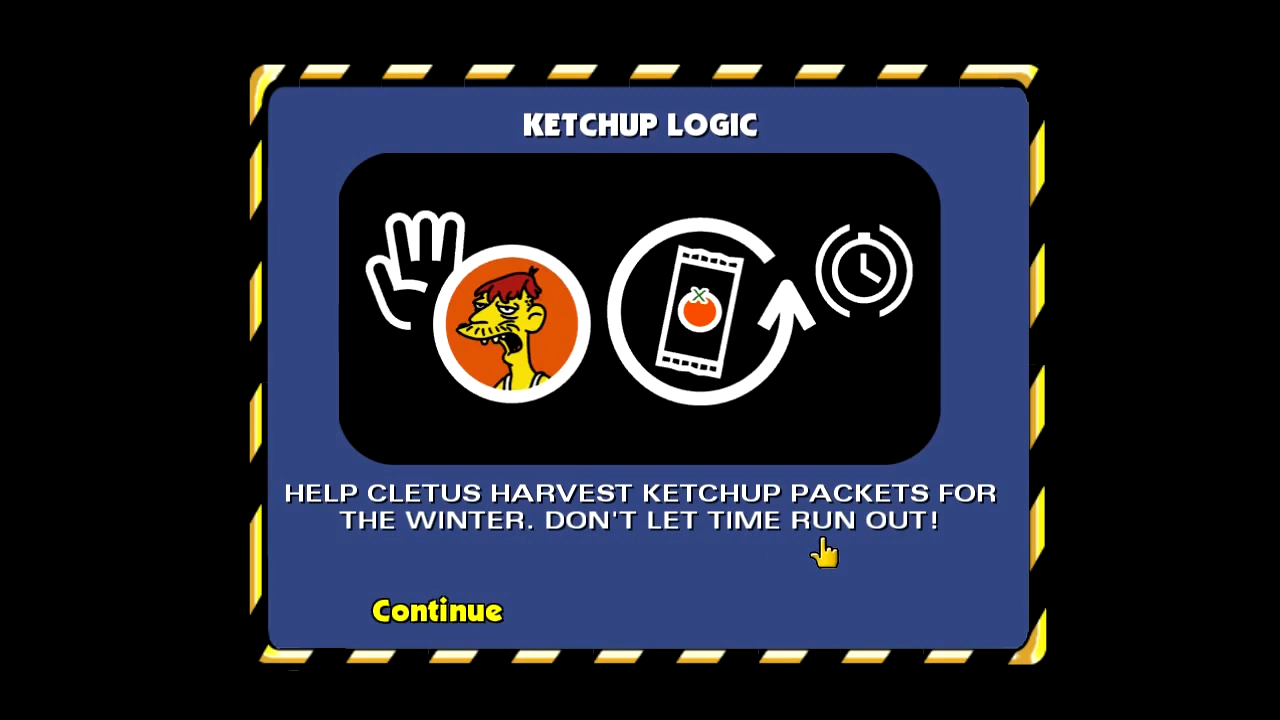 KETCHUP LOGIC
HELP CLETUS HARVEST KETCHUP PACKETS FOR
THE WINTER. DON'T LET TIME RUN OUT!
Continue